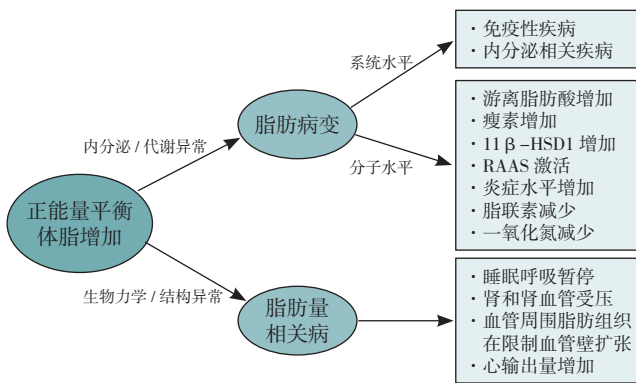 · 免疫性疾病
· 内分泌相关疾病
系统水平
脂肪病变
分子水平
· 游离脂肪酸增加
· 瘦素增加
· 11β-HSD1 增加
· RAAS 激活
· 炎症水平增加
· 脂联素减少
· 一氧化氮减少
内分泌 / 代谢异常
正能量平衡
体脂增加
生物力学 / 结构异常
脂肪量
相关病
· 睡眠呼吸暂停
· 肾和肾血管受压
· 血管周围脂肪组织
在限制血管壁扩张
· 心输出量增加